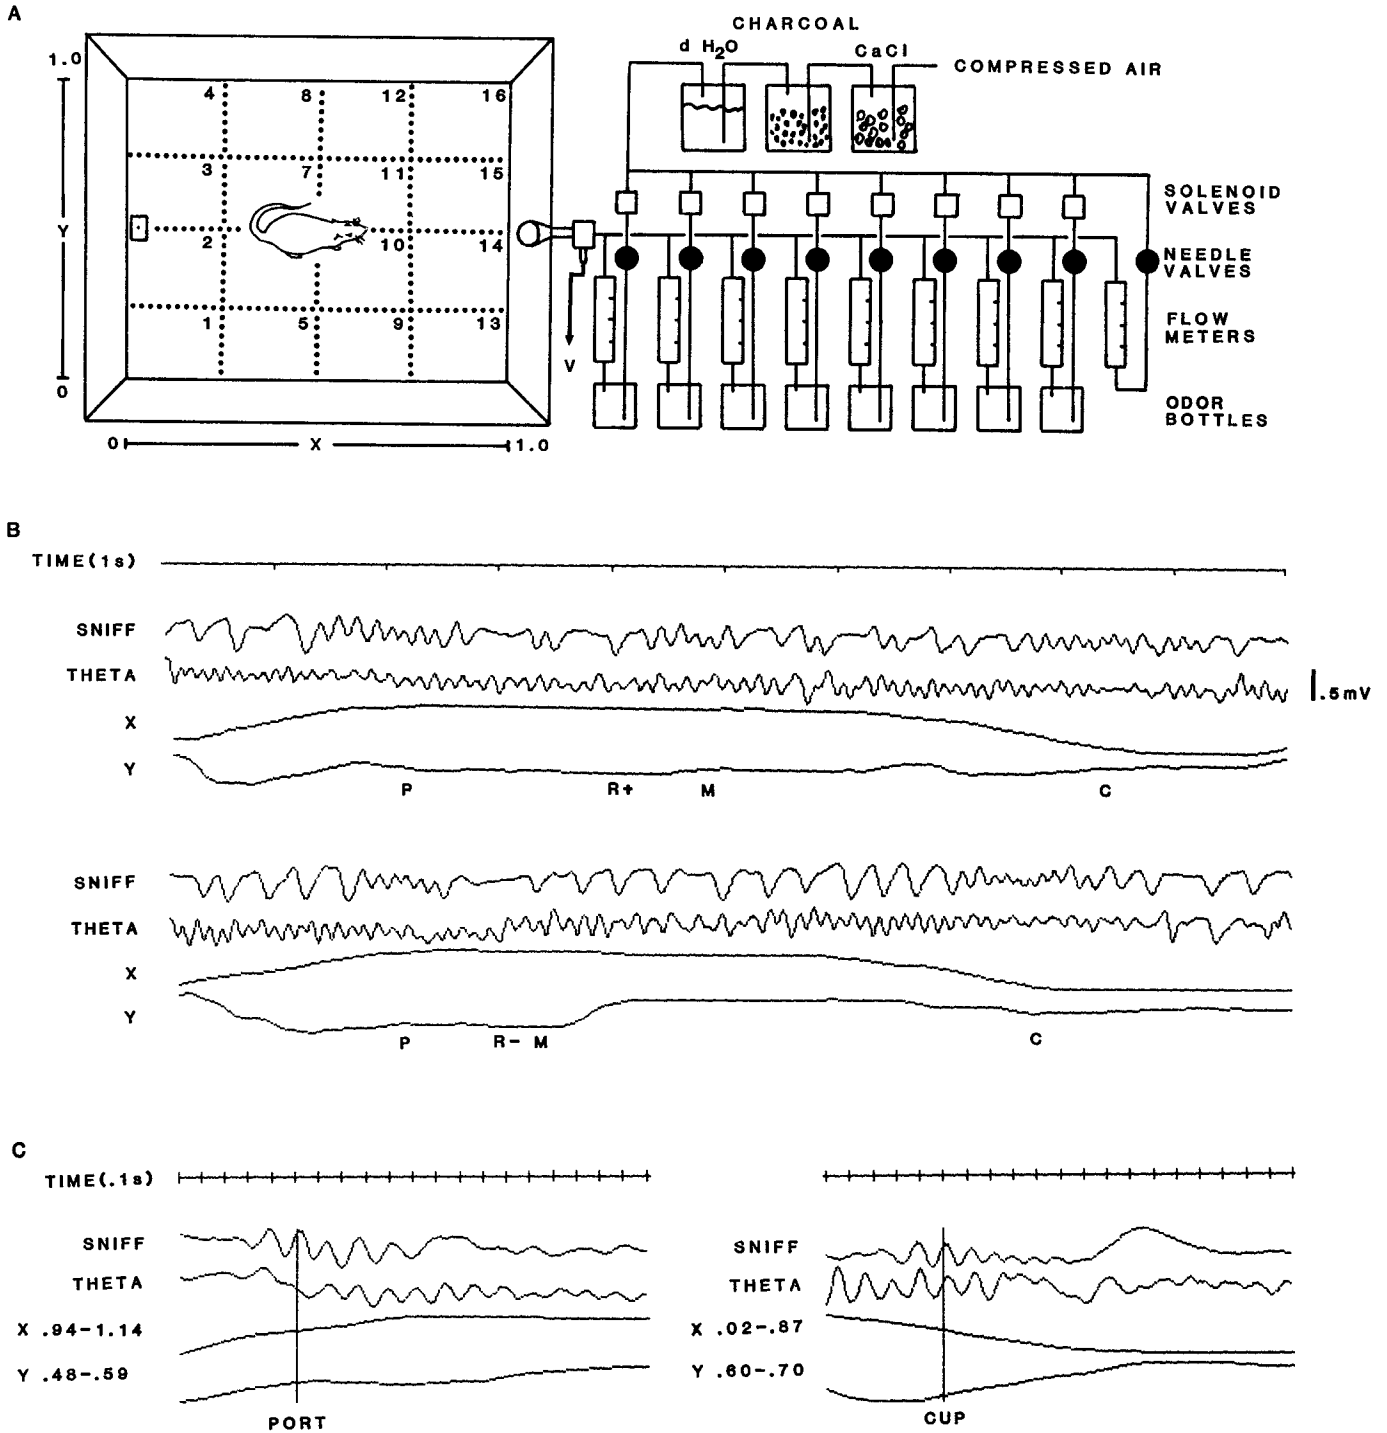 A
CHARCOAL
d H2O
CaCl
COMPRESSED AIR
1.0
Y
0
4 8 12 16
3 7 11 15
2 10 14
1 5 9 13
0 X 1.0
V
SOLENOID
VALVES
NEEDLE
VALVES
FLOW
METERS
ODOR
BOTTLES
B
TIME(1s)
SNIFF
THETA
.5mV
X
Y
P R+ M C
SNIFF
THETA
X
Y
P R- M C
C
TIME(.1s)
SNIFF
THETA
X .94-1.14
Y .48-.59
PORT
SNIFF
THETA
X .02-.87
Y .60-.70
CUP